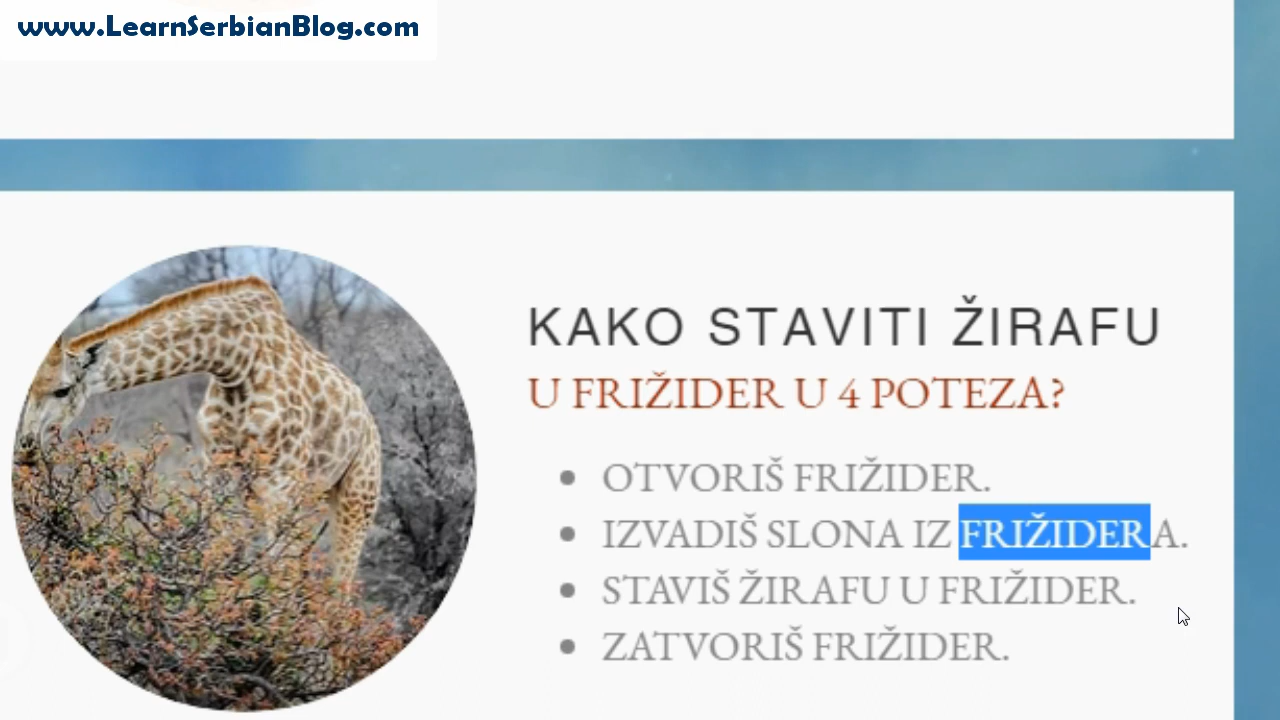 www.LearnSerbianBlog.com
KAKO STAVITI ŽIRAFU
U FRIŽIDER U 4 POTEZA?
• OTVORIŠ FRIŽIDER.
• IZVADIŠ SLONA IZ FRIŽIDERA.
• STAVIŠ ŽIRAFU U FRIŽIDER.
• ZATVORIŠ FRIŽIDER.